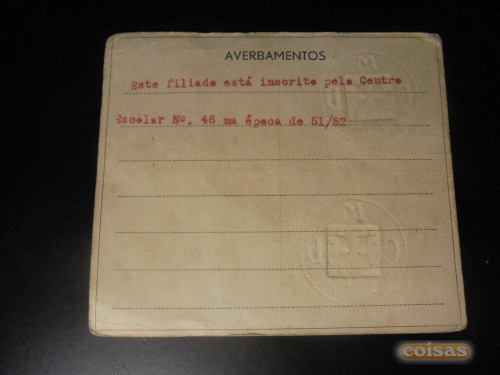 AVERBAMENTOS
Este filiado está inscrito pelo Centro
Escolar Nº. 46 na época de 51/52
M
C D
M
C D
coisas